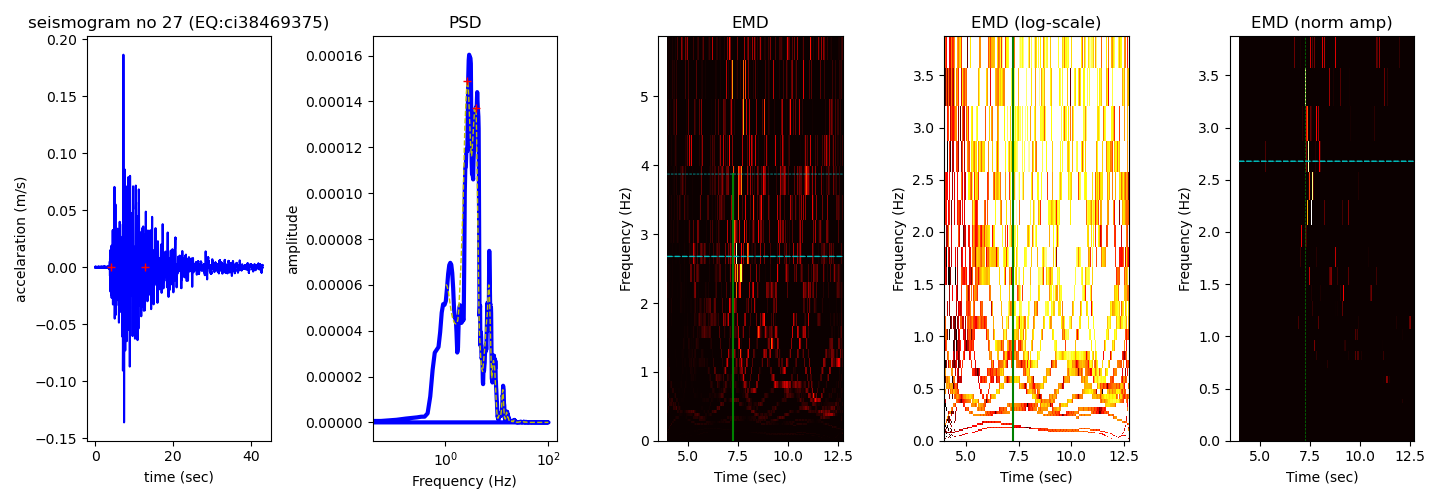 seismogram no 27 (EQ:ci38469375)
accelaration (m/s)
0.20
0.15
0.10
0.05
0.00
−0.05
−0.10
−0.15
0 20 40
time (sec)
PSD
amplitude
0.00016
0.00014
0.00012
0.00010
0.00008
0.00006
0.00004
0.00002
0.00000
10⁰ 10²
Frequency (Hz)
EMD
Frequency (Hz)
5
4
3
2
1
0
5.0 7.5 10.0 12.5
Time (sec)
EMD (log-scale)
Frequency (Hz)
3.5
3.0
2.5
2.0
1.5
1.0
0.5
0.0
5.0 7.5 10.0 12.5
Time (sec)
EMD (norm amp)
Frequency (Hz)
3.5
3.0
2.5
2.0
1.5
1.0
0.5
0.0
5.0 7.5 10.0 12.5
Time (sec)